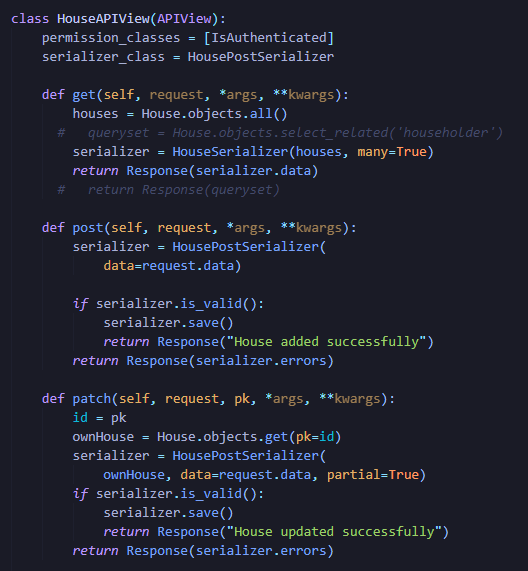 class HouseAPIView(APIView):
    permission_classes = [IsAuthenticated]
    serializer_class = HousePostSerializer

    def get(self, request, *args, **kwargs):
        houses = House.objects.all()
      #   queryset = House.objects.select_related('householder')
        serializer = HouseSerializer(houses, many=True)
        return Response(serializer.data)
      #   return Response(queryset)

    def post(self, request, *args, **kwargs):
        serializer = HousePostSerializer(
            data=request.data)

        if serializer.is_valid():
            serializer.save()
            return Response("House added successfully")
        return Response(serializer.errors)

    def patch(self, request, pk, *args, **kwargs):
        id = pk
        ownHouse = House.objects.get(pk=id)
        serializer = HousePostSerializer(
            ownHouse, data=request.data, partial=True)
        if serializer.is_valid():
            serializer.save()
            return Response("House updated successfully")
        return Response(serializer.errors)